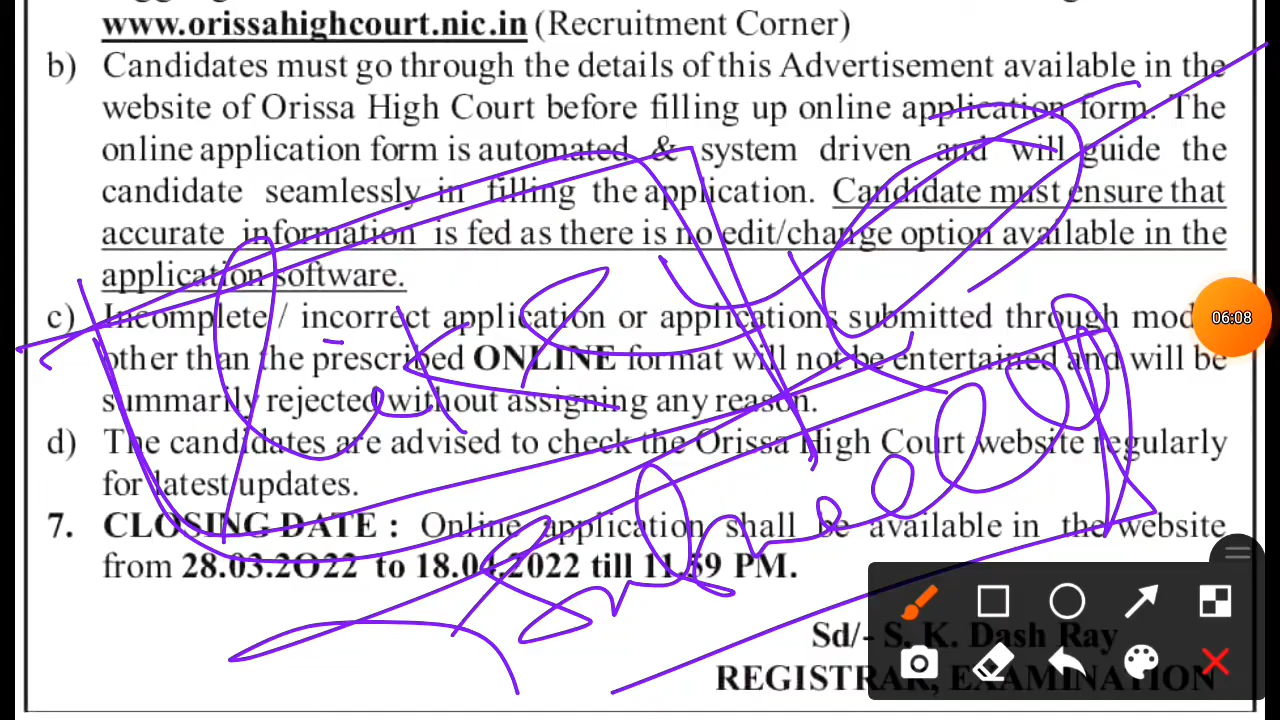 www.orissahighcourt.nic.in (Recruitment Corner)
b) Candidates must go through the details of this Advertisement available in the
website of Orissa High Court before filling up online application form. The
online application form is automated & system driven and will guide the
candidate seamlessly in filling the application. Candidate must ensure that
accurate information is fed as there is no edit/change option available in the
application software.
c) Incomplete / incorrect application or applications submitted through mode
other than the prescribed ONLINE format will not be entertained and will be
summarily rejected without assigning any reason.
d) The candidates are advised to check the Orissa High Court website regularly
for latest updates.
7. CLOSING DATE : Online application shall be available in the website
from 28.03.2O22 to 18.04.2022 till 11.59 PM.
Sd/- S. K. Dash Ray
REGISTRAR, EXAMINATION
06:08